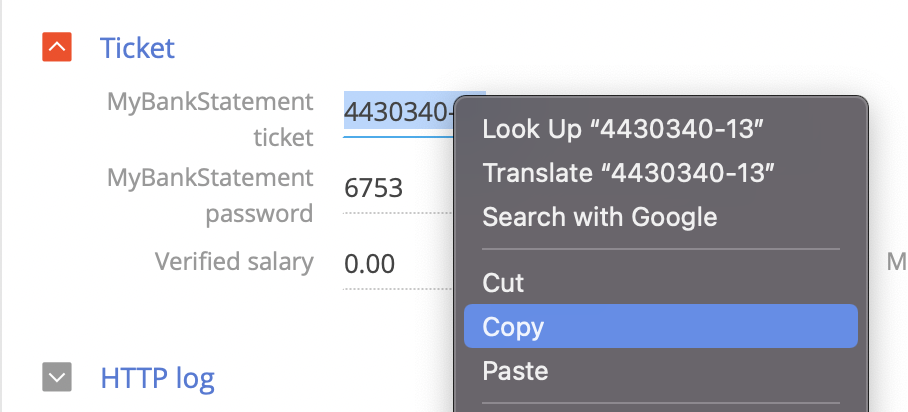 Ticket
MyBankStatement
ticket
4430340-
MyBankStatement
password
6753
Verified salary
0.00
HTTP log
Look Up “4430340-13”
Translate “4430340-13”
Search with Google
Cut
Copy
Paste
M